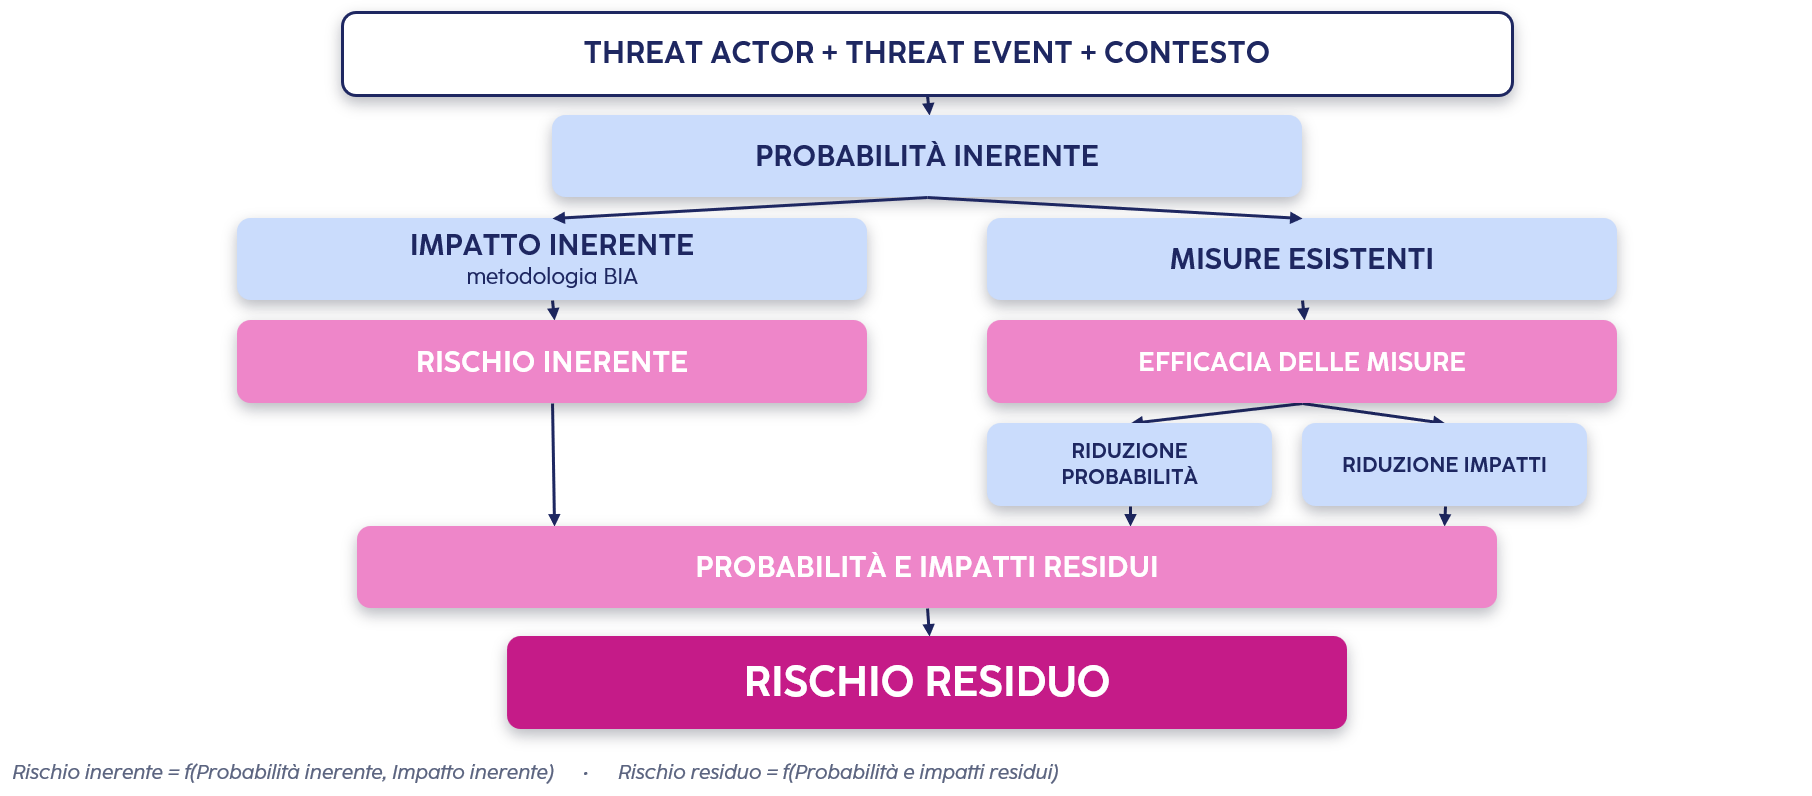 THREAT ACTOR + THREAT EVENT + CONTESTO
PROBABILITÀ INERENTE
IMPATTO INERENTE
metodologia BIA
MISURE ESISTENTI
RISCHIO INERENTE
EFFICACIA DELLE MISURE
RIDUZIONE
PROBABILITÀ
RIDUZIONE IMPATTI
PROBABILITÀ E IMPATTI RESIDUI
RISCHIO RESIDUO
Rischio inerente = f(Probabilità inerente, Impatto inerente) · Rischio residuo = f(Probabilità e impatti residui)